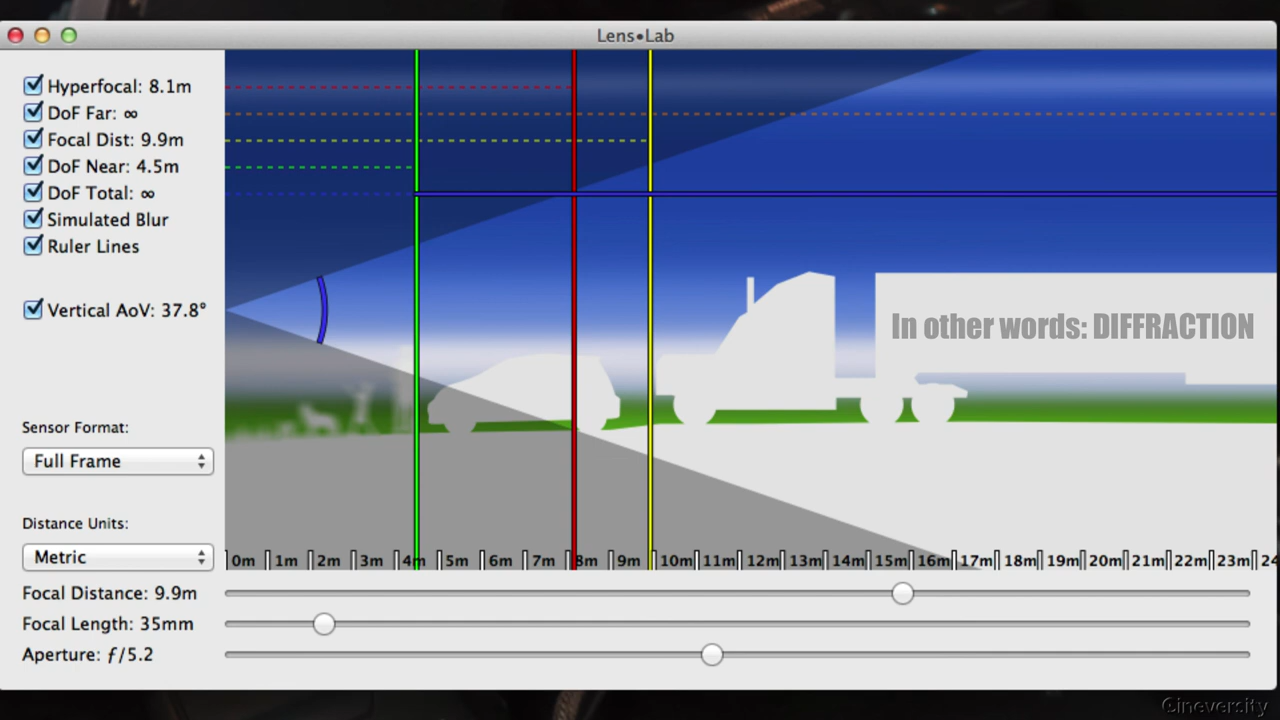 Lens•Lab
Hyperfocal: 8.1m
DoF Far: ∞
Focal Dist: 9.9m
DoF Near: 4.5m
DoF Total: ∞
Simulated Blur
Ruler Lines
Vertical AoV: 37.8°
In other words: DIFFRACTION
Sensor Format:
Full Frame
Distance Units:
Metric
0m 1m 2m 3m 4m 5m 6m 7m 8m 9m 10m 11m 12m 13m 14m 15m 16m 17m 18m 19m 20m 21m 22m 23m 24
Focal Distance: 9.9m
Focal Length: 35mm
Aperture: ƒ/5.2
Cineversity